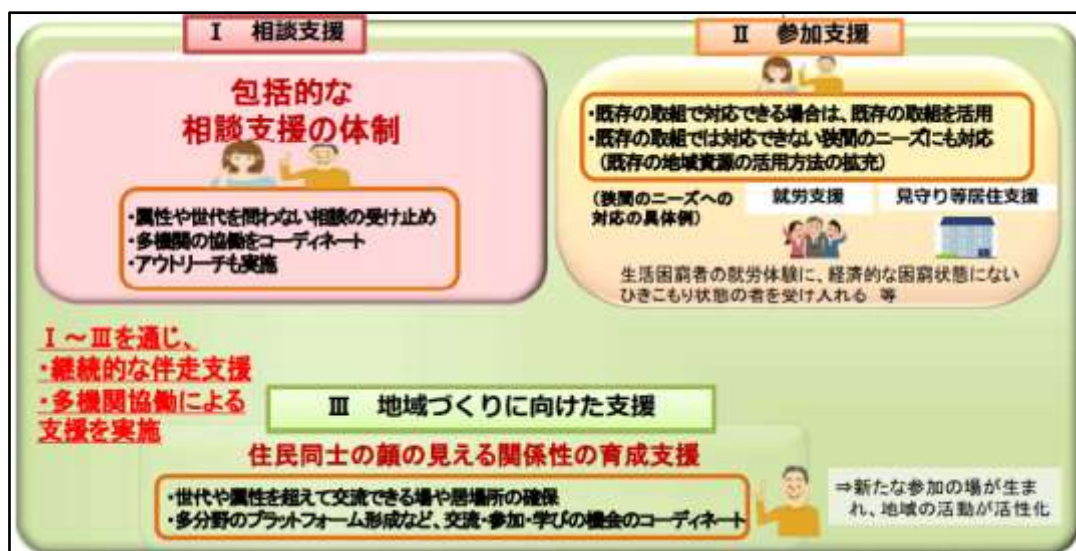 Ⅰ 相談支援
包括的な
相談支援の体制
・属性や世代を問わない相談の受け止め
・多機関の協働をコーディネート
・アウトリーチも実施
Ⅱ 参加支援
・既存の取組で対応できる場合は、既存の取組を活用
・既存の取組では対応できない狭間のニーズにも対応
（既存の地域資源の活用方法の拡充）
（狭間のニーズへの
対応の具体例）
就労支援
見守り等居住支援
生活困窮者の就労体験に、経済的な困窮状態にない
ひきこもり状態の者を受け入れる 等
Ⅰ～Ⅲを通じ、
・継続的な伴走支援
・多機関協働による
支援を実施
Ⅲ 地域づくりに向けた支援
住民同士の顔の見える関係性の育成支援
・世代や属性を超えて交流できる場や居場所の確保
・多分野のプラットフォーム形成など、交流・参加・学びの機会のコーディネート
⇒新たな参加の場が生ま
れ、地域の活動が活性化